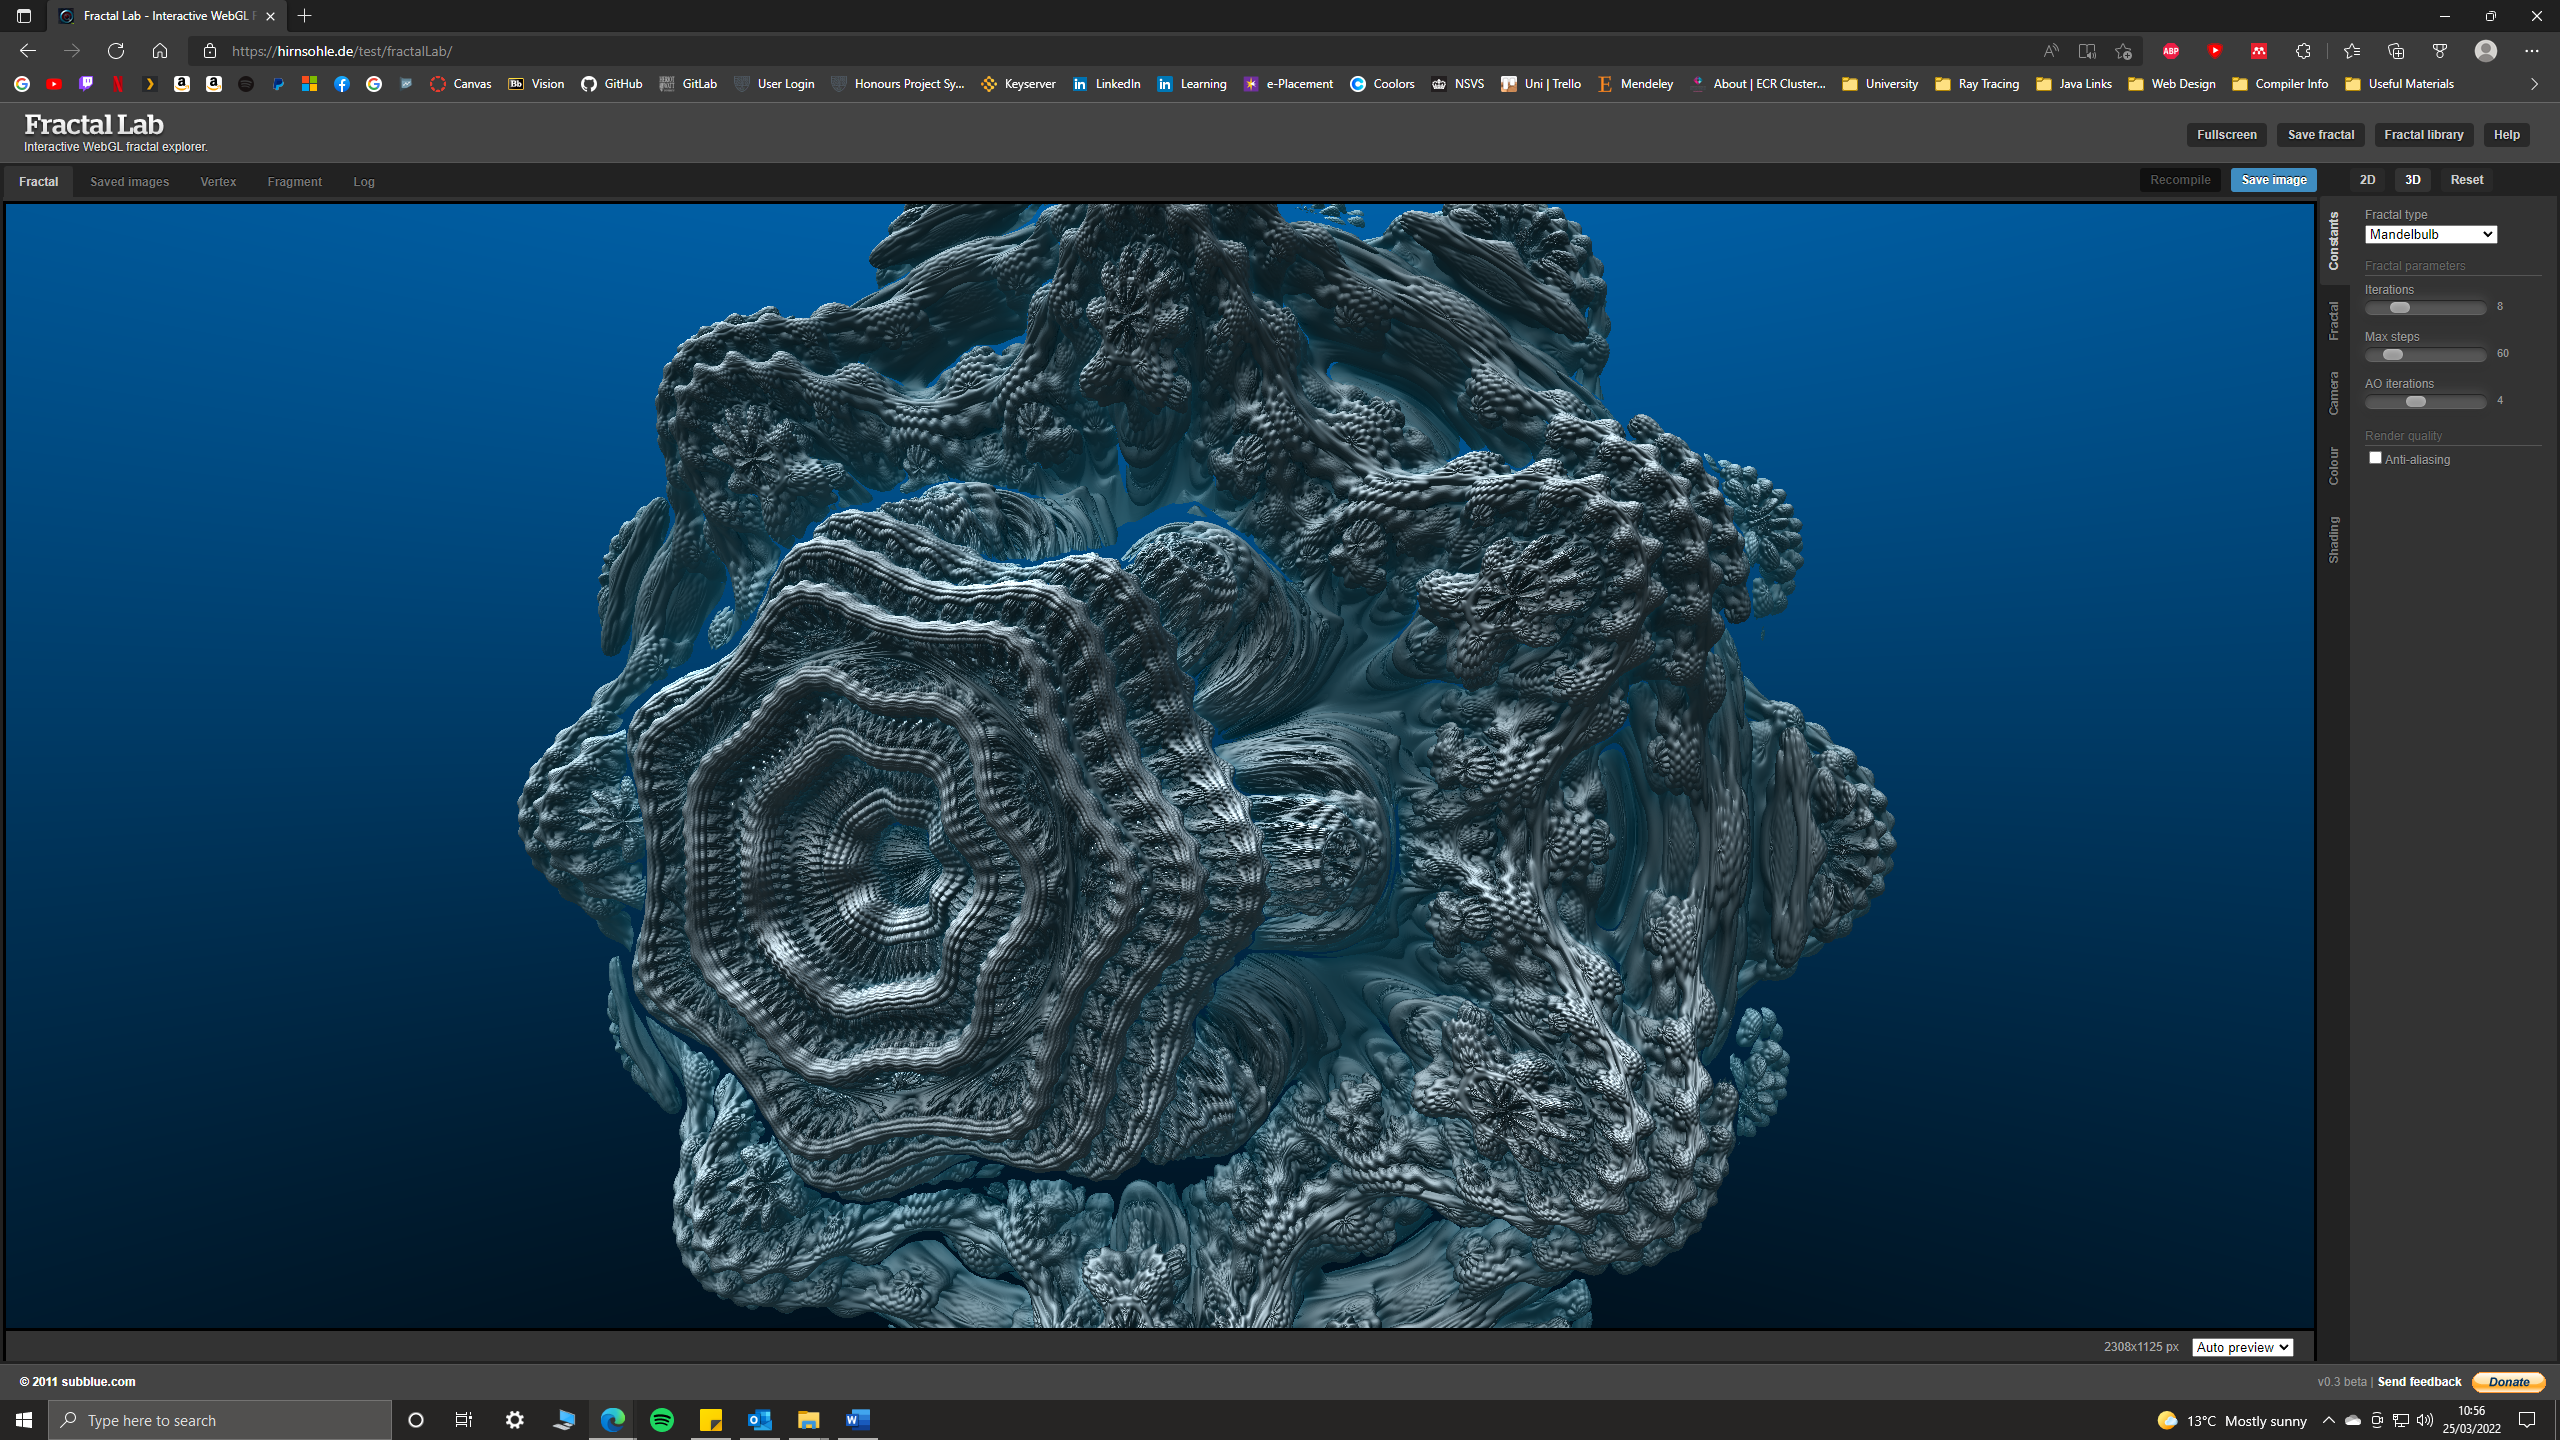 Fractal Lab - Interactive WebGL F
https://hirnsohle.de/test/fractalLab/
ABP
Canvas
Bb Vision
GitHub
GitLab
User Login
Honours Project Sy...
Keyserver
LinkedIn
Learning
e-Placement
Coolors
NSVS
Uni | Trello
Mendeley
About | ECR Cluster...
University
Ray Tracing
Java Links
Web Design
Compiler Info
Useful Materials
Fractal Lab
Interactive WebGL fractal explorer.
Fullscreen
Save fractal
Fractal library
Help
Fractal
Saved images
Vertex
Fragment
Log
Recompile
Save image
2D
3D
Reset
Constants
Fractal
Camera
Colour
Shading
Fractal type
Mandelbulb
Fractal parameters
Iterations
8
Max steps
60
AO iterations
4
Render quality
Anti-aliasing
2308x1125 px
Auto preview
© 2011 subblue.com
v0.3 beta | Send feedback
Donate
Type here to search
13°C Mostly sunny
10:56
25/03/2022